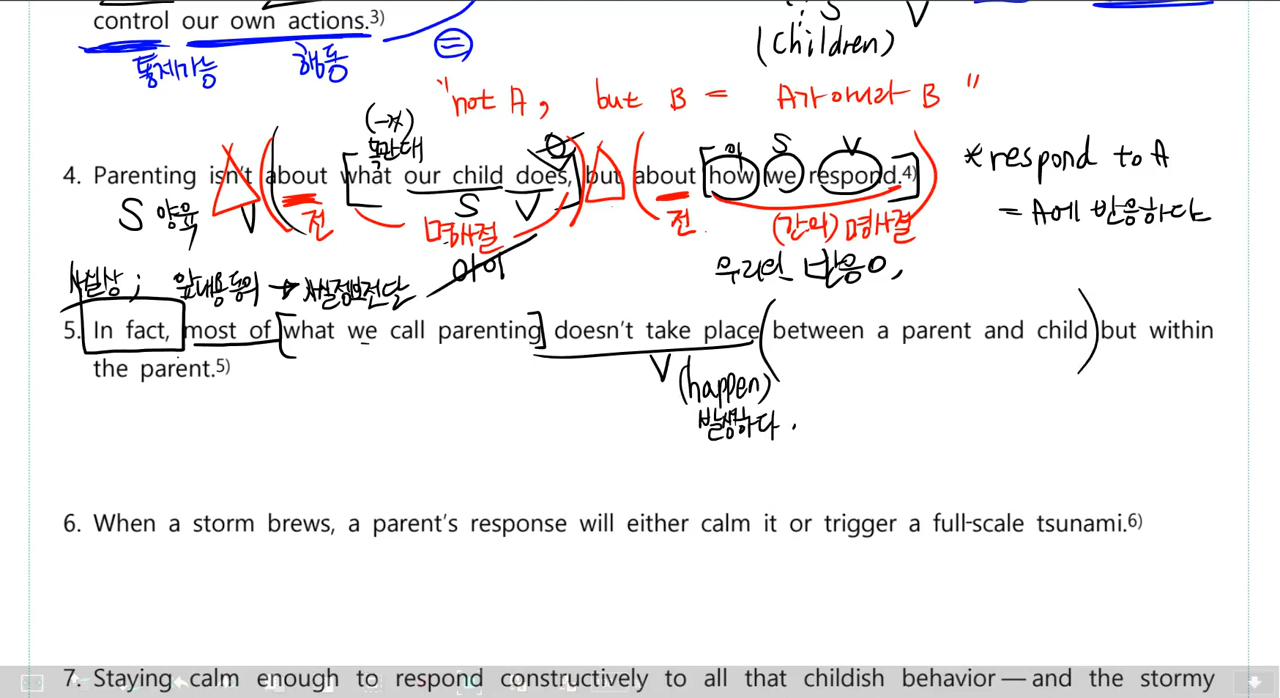 control our own actions.3)
통제가능 행동 =
S V
(children)
"not A, but B = A가 아니라 B"
(-x)
목관대
S V
4. Parenting isn't about what our child does, but about how we respond.4)
*respond to A
S 양육 V 전 S V 명사절 전 (간의) 명사절
= A에 반응하다
아이
우리의 반응이,
사실상; 앞내용동의 → 사실정보전달
5. In fact, most of what we call parenting doesn't take place between a parent and child but within
the parent.5)
V (happen)
발생하다.
6. When a storm brews, a parent's response will either calm it or trigger a full-scale tsunami.6)
7. Staying calm enough to respond constructively to all that childish behavior — and the stormy